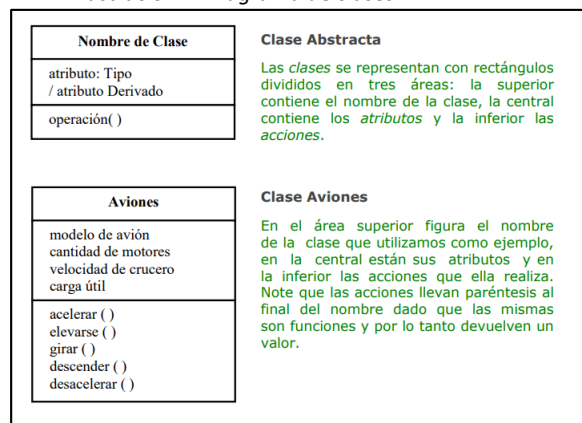 Nombre de Clase
atributo: Tipo
/ atributo Derivado
operación( )
Clase Abstracta
Las clases se representan con rectángulos
divididos en tres áreas: la superior
contiene el nombre de la clase, la central
contiene los atributos y la inferior las
acciones.
Aviones
modelo de avión
cantidad de motores
velocidad de crucero
carga útil
acelerar ( )
elevarse ( )
girar ( )
descender ( )
desacelerar ( )
Clase Aviones
En el área superior figura el nombre
de la clase que utilizamos como ejemplo,
en la central están sus atributos y en
la inferior las acciones que ella realiza.
Note que las acciones llevan paréntesis al
final del nombre dado que las mismas
son funciones y por lo tanto devuelven un
valor.